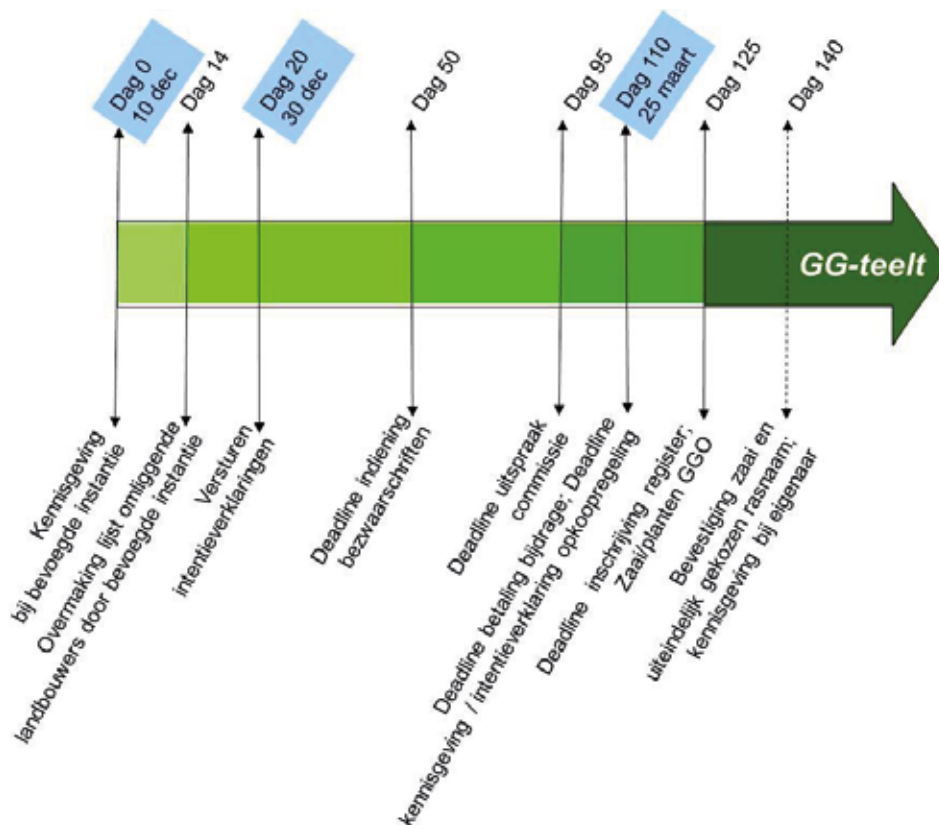 Dag 0
10 dec
Dag 14
Dag 20
30 dec
Dag 50
Dag 95
Dag 110
25 maart
Dag 125
Dag 140
GG-teelt
Kennisgeving
bij bevoegde instantie
Overmaking lijst omliggende
landbouwers door bevoegde instantie
Versturen
intentieverklaringen
Deadline indiening
bezwaarschriften
Deadline uitspraak
commissie
Deadline betaling bijdrage; Deadline
kennisgeving / intentieverklaring opkoopregeling
Deadline inschrijving register;
Zaai/planten GGO
Bevestiging zaai en
uiteindelijk gekozen rasnaam;
kennisgeving bij eigenaar